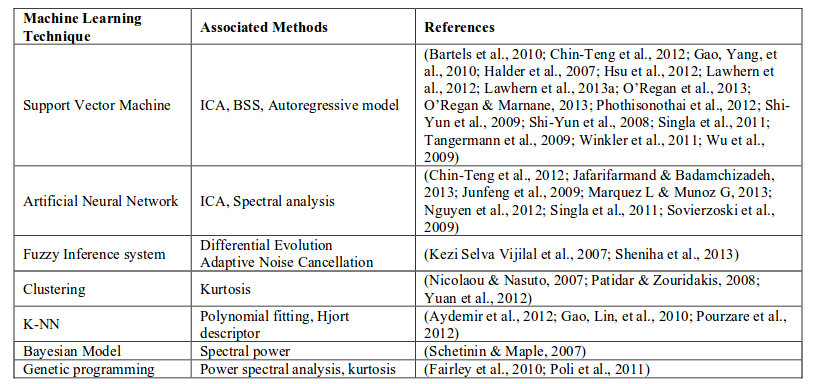 Machine Learning
Technique
Associated Methods
References
Support Vector Machine
ICA, BSS, Autoregressive model
(Bartels et al., 2010; Chin-Teng et al., 2012; Gao, Yang, et
al., 2010; Halder et al., 2007; Hsu et al., 2012; Lawhern et
al., 2012; Lawhern et al., 2013a; O’Regan et al., 2013;
O’Regan & Marnane, 2013; Phothisonothai et al., 2012; Shi-
Yun et al., 2009; Shi-Yun et al., 2008; Singla et al., 2011;
Tangermann et al., 2009; Winkler et al., 2011; Wu et al.,
2009)
Artificial Neural Network
ICA, Spectral analysis
(Chin-Teng et al., 2012; Jafarifarmand & Badamchizadeh,
2013; Junfeng et al., 2009; Marquez L & Munoz G, 2013;
Nguyen et al., 2012; Singla et al., 2011; Sovierzoski et al.,
2009)
Fuzzy Inference system
Differential Evolution
Adaptive Noise Cancellation
(Kezi Selva Vijilal et al., 2007; Sheniha et al., 2013)
Clustering
Kurtosis
(Nicolaou & Nasuto, 2007; Patidar & Zouridakis, 2008;
Yuan et al., 2012)
K-NN
Polynomial fitting, Hjort
descriptor
(Aydemir et al., 2012; Gao, Lin, et al., 2010; Pourzare et al.,
2012)
Bayesian Model
Spectral power
(Schetinin & Maple, 2007)
Genetic programming
Power spectral analysis, kurtosis
(Fairley et al., 2010; Poli et al., 2011)